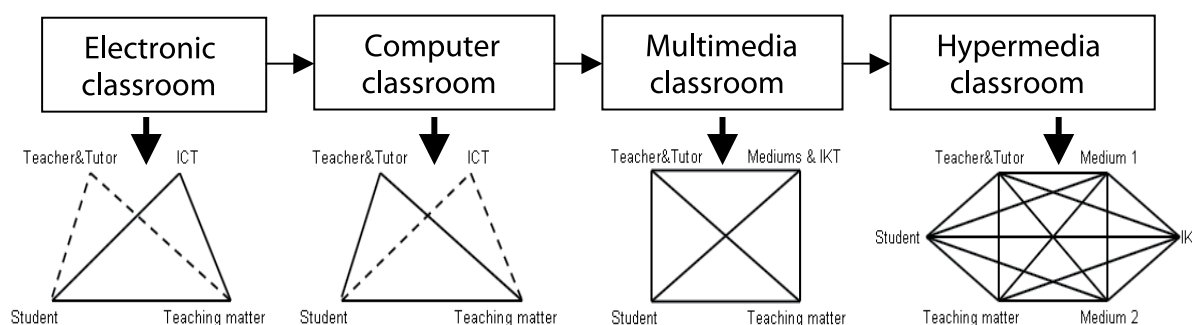 Electronic
classroom
Computer
classroom
Multimedia
classroom
Hypermedia
classroom
Teacher&Tutor
ICT
Teacher&Tutor
ICT
Teacher&Tutor
Mediums & IKT
Teacher&Tutor
Medium 1
Student
IK
Student
Teaching matter
Student
Teaching matter
Student
Teaching matter
Teaching matter
Medium 2